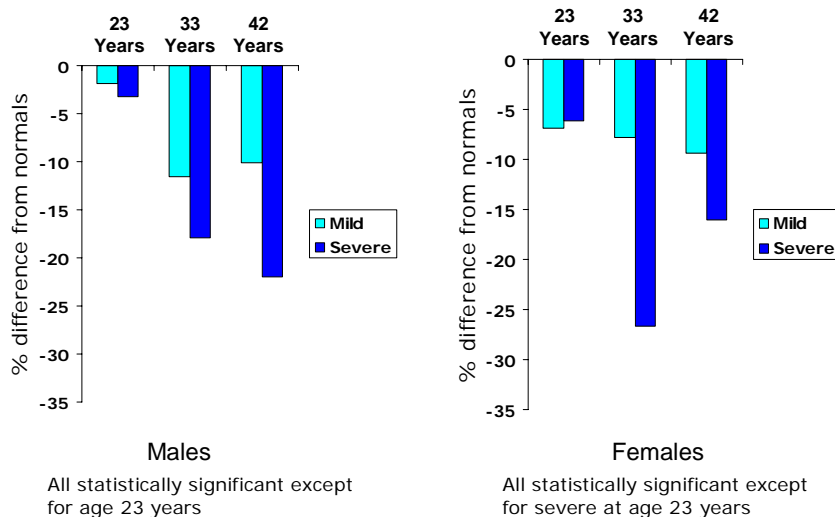 23 Years
33 Years
42 Years
0
-5
-10
-15
-20
-25
-30
-35
% difference from normals
Mild
Severe
Males
All statistically significant except
for age 23 years
23 Years
33 Years
42 Years
0
-5
-10
-15
-20
-25
-30
-35
% difference from normals
Mild
Severe
Females
All statistically significant except
for severe at age 23 years